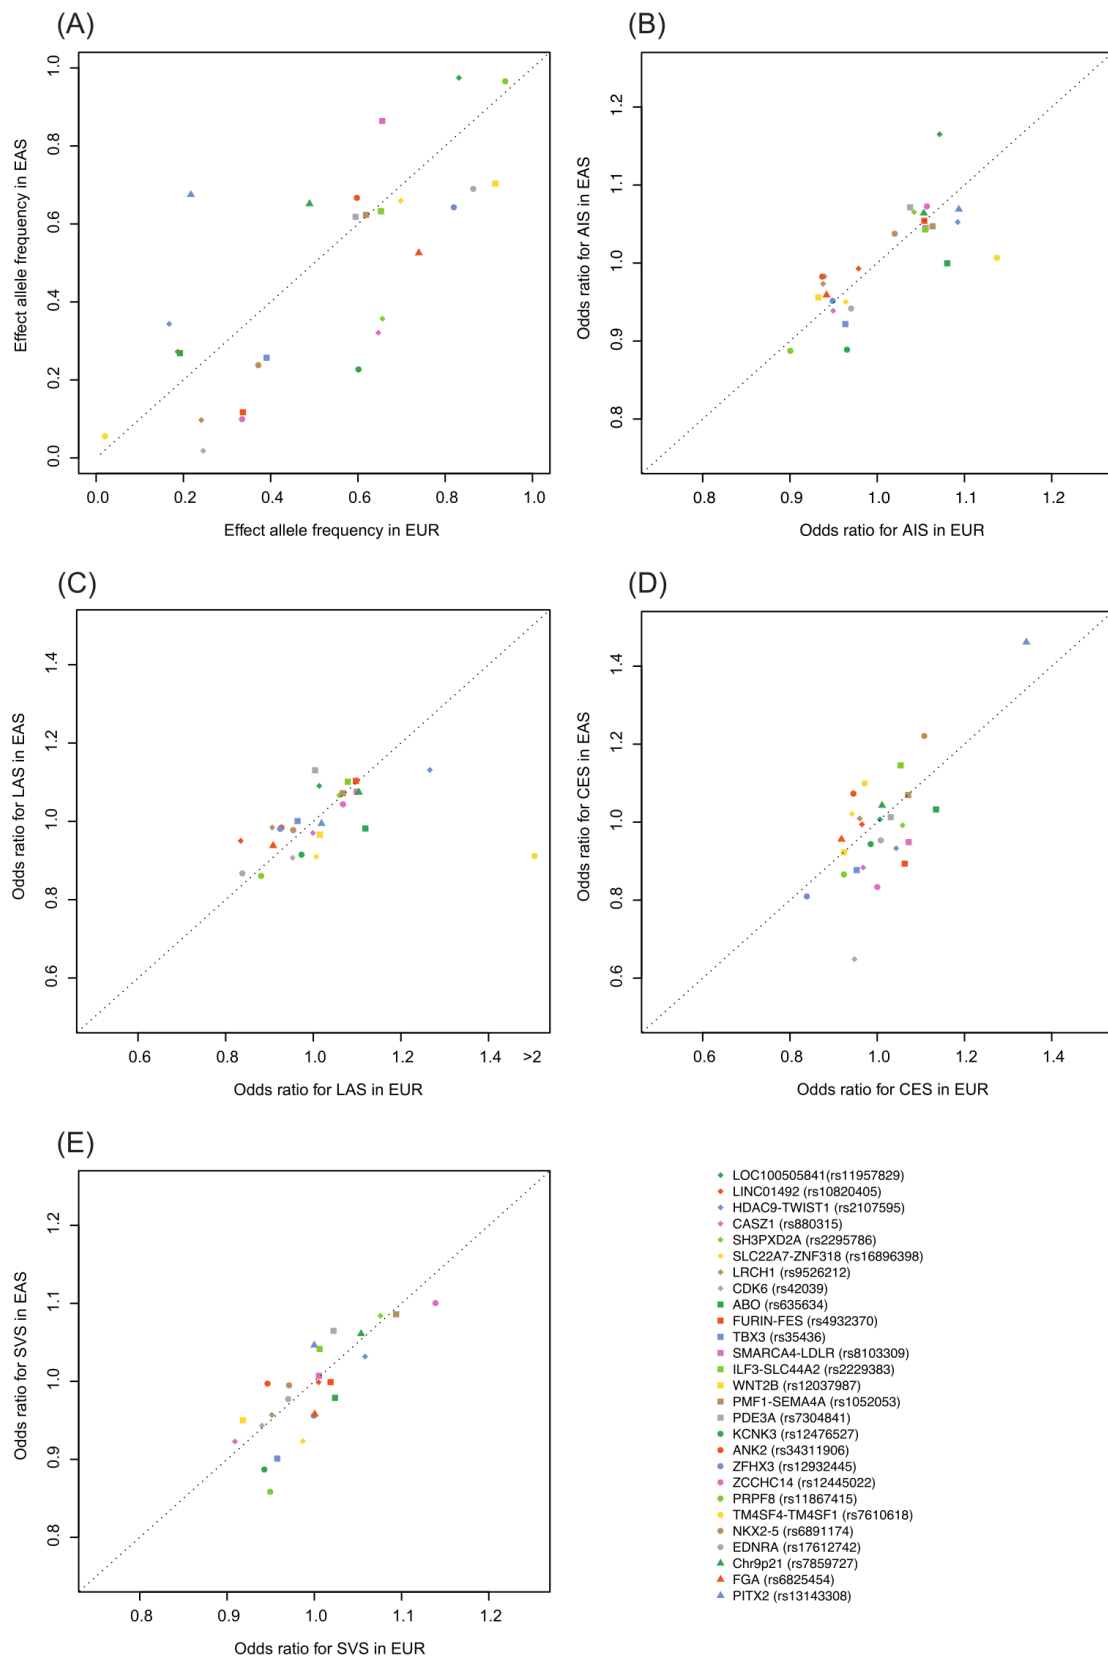 (A)
1.0
0.8
0.6
0.4
0.2
0.0
Effect allele frequency in EAS
0.0 0.2 0.4 0.6 0.8 1.0
Effect allele frequency in EUR
(B)
1.2
1.1
1.0
0.9
0.8
Odds ratio for AIS in EAS
0.8 0.9 1.0 1.1 1.2
Odds ratio for AIS in EUR
(C)
1.4
1.2
1.0
0.8
0.6
Odds ratio for LAS in EAS
0.6 0.8 1.0 1.2 1.4 >2
Odds ratio for LAS in EUR
(D)
1.4
1.2
1.0
0.8
0.6
Odds ratio for CES in EAS
0.6 0.8 1.0 1.2 1.4
Odds ratio for CES in EUR
(E)
1.2
1.1
1.0
0.9
0.8
Odds ratio for SVS in EAS
0.8 0.9 1.0 1.1 1.2
Odds ratio for SVS in EUR
LOC100505841(rs11957829)
LINC01492 (rs10820405)
HDAC9-TWIST1 (rs2107595)
CASZ1 (rs880315)
SH3PXD2A (rs2295786)
SLC22A7-ZNF318 (rs16896398)
LRCH1 (rs9526212)
CDK6 (rs42039)
ABO (rs635634)
FURIN-FES (rs4932370)
TBX3 (rs35436)
SMARCA4-LDLR (rs8103309)
ILF3-SLC44A2 (rs2229383)
WNT2B (rs12037987)
PMF1-SEMA4A (rs1052053)
PDE3A (rs7304841)
KCNK3 (rs12476527)
ANK2 (rs34311906)
ZFHX3 (rs12932445)
ZCCHC14 (rs12445022)
PRPF8 (rs11867415)
TM4SF4-TM4SF1 (rs7610618)
NKX2-5 (rs6891174)
EDNRA (rs17612742)
Chr9p21 (rs7859727)
FGA (rs6825454)
PITX2 (rs13143308)